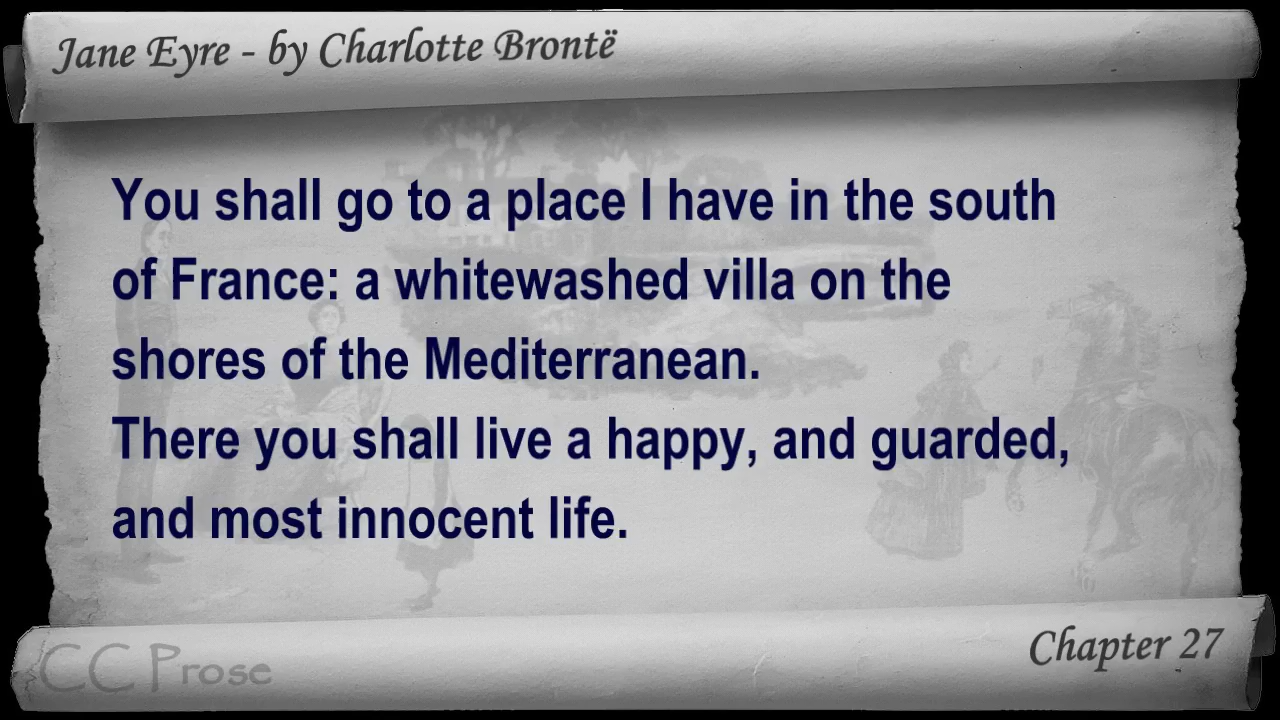 Jane Eyre - by Charlotte Brontë
You shall go to a place I have in the south
of France: a whitewashed villa on the
shores of the Mediterranean.
There you shall live a happy, and guarded,
and most innocent life.
Chapter 27
CC Prose